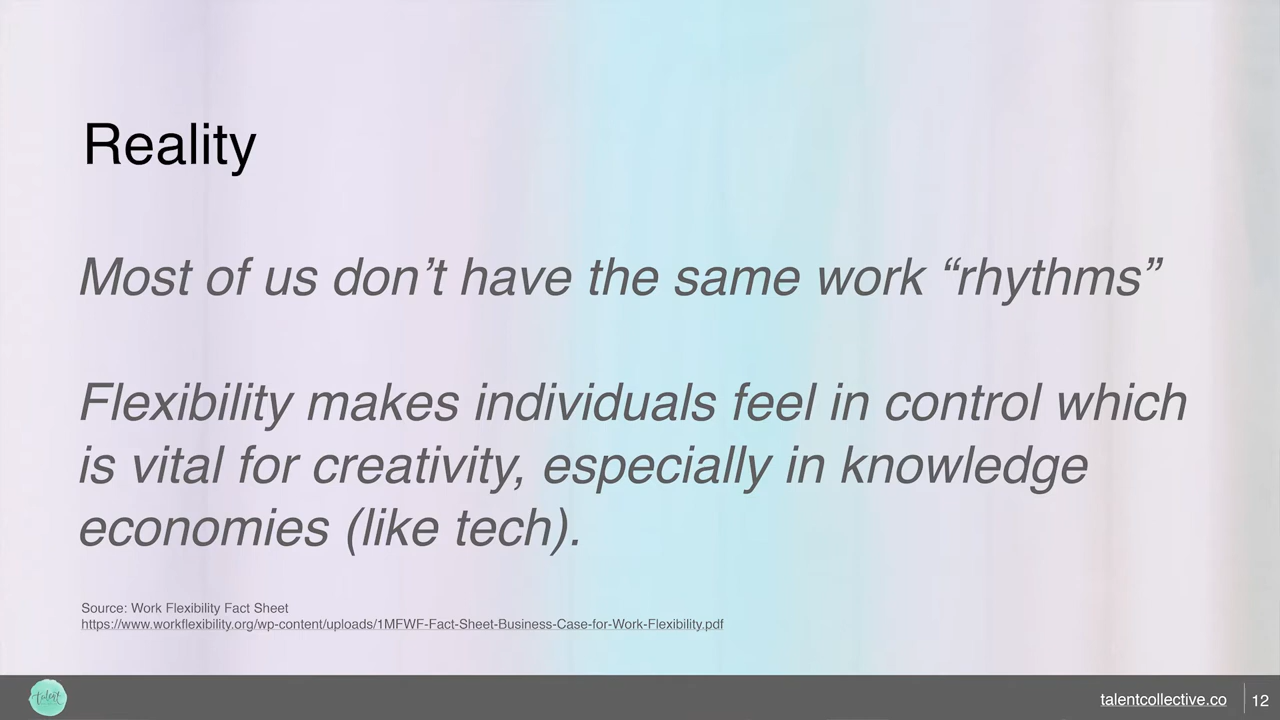 Reality
Most of us don’t have the same work “rhythms”
Flexibility makes individuals feel in control which
is vital for creativity, especially in knowledge
economies (like tech).
Source: Work Flexibility Fact Sheet
https://www.workflexibility.org/wp-content/uploads/1MFWF-Fact-Sheet-Business-Case-for-Work-Flexibility.pdf
talent
talentcollective.co
12